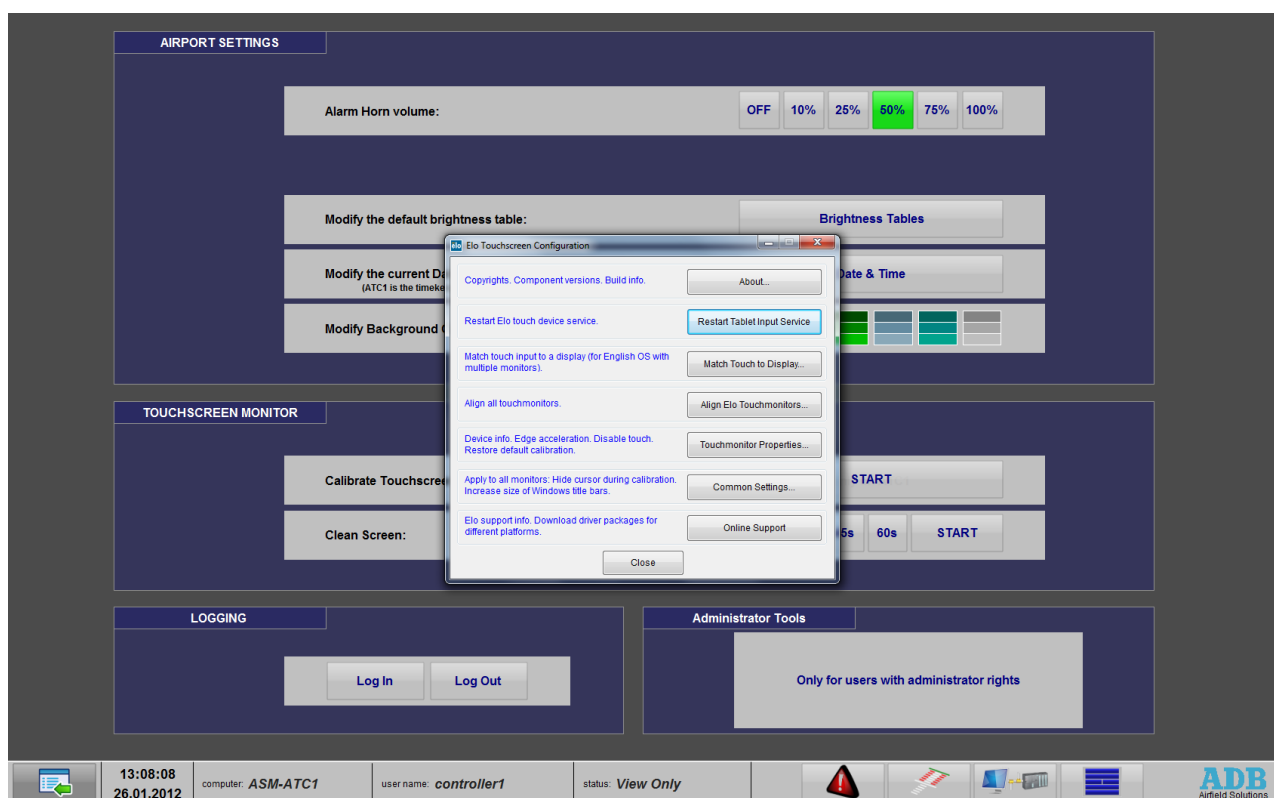 AIRPORT SETTINGS
Alarm Horn volume:
OFF 10% 25% 50% 75% 100%
Modify the default brightness table:
Brightness Tables
elo Elo Touchscreen Configuration
Modify the current Da
(ATC1 is the timeke
Date & Time
Copyrights. Component versions. Build info.
About...
Restart Elo touch device service.
Restart Tablet Input Service
Modify Background
Match touch input to a display (for English OS with
multiple monitors).
Match Touch to Display...
Align all touchmonitors.
Align Elo Touchmonitors...
TOUCHSCREEN MONITOR
Device info. Edge acceleration. Disable touch.
Restore default calibration.
Touchmonitor Properties...
Calibrate Touchscree
START
Apply to all monitors: Hide cursor during calibration.
Increase size of Windows title bars.
Common Settings...
Elo support info. Download driver packages for
different platforms.
Online Support
Clean Screen:
5s 60s START
Close
LOGGING
Log In Log Out
Administrator Tools
Only for users with administrator rights
13:08:08
26.01.2012
computer: ASM-ATC1
user name: controller1
status: View Only
ADB
Airfield Solutions